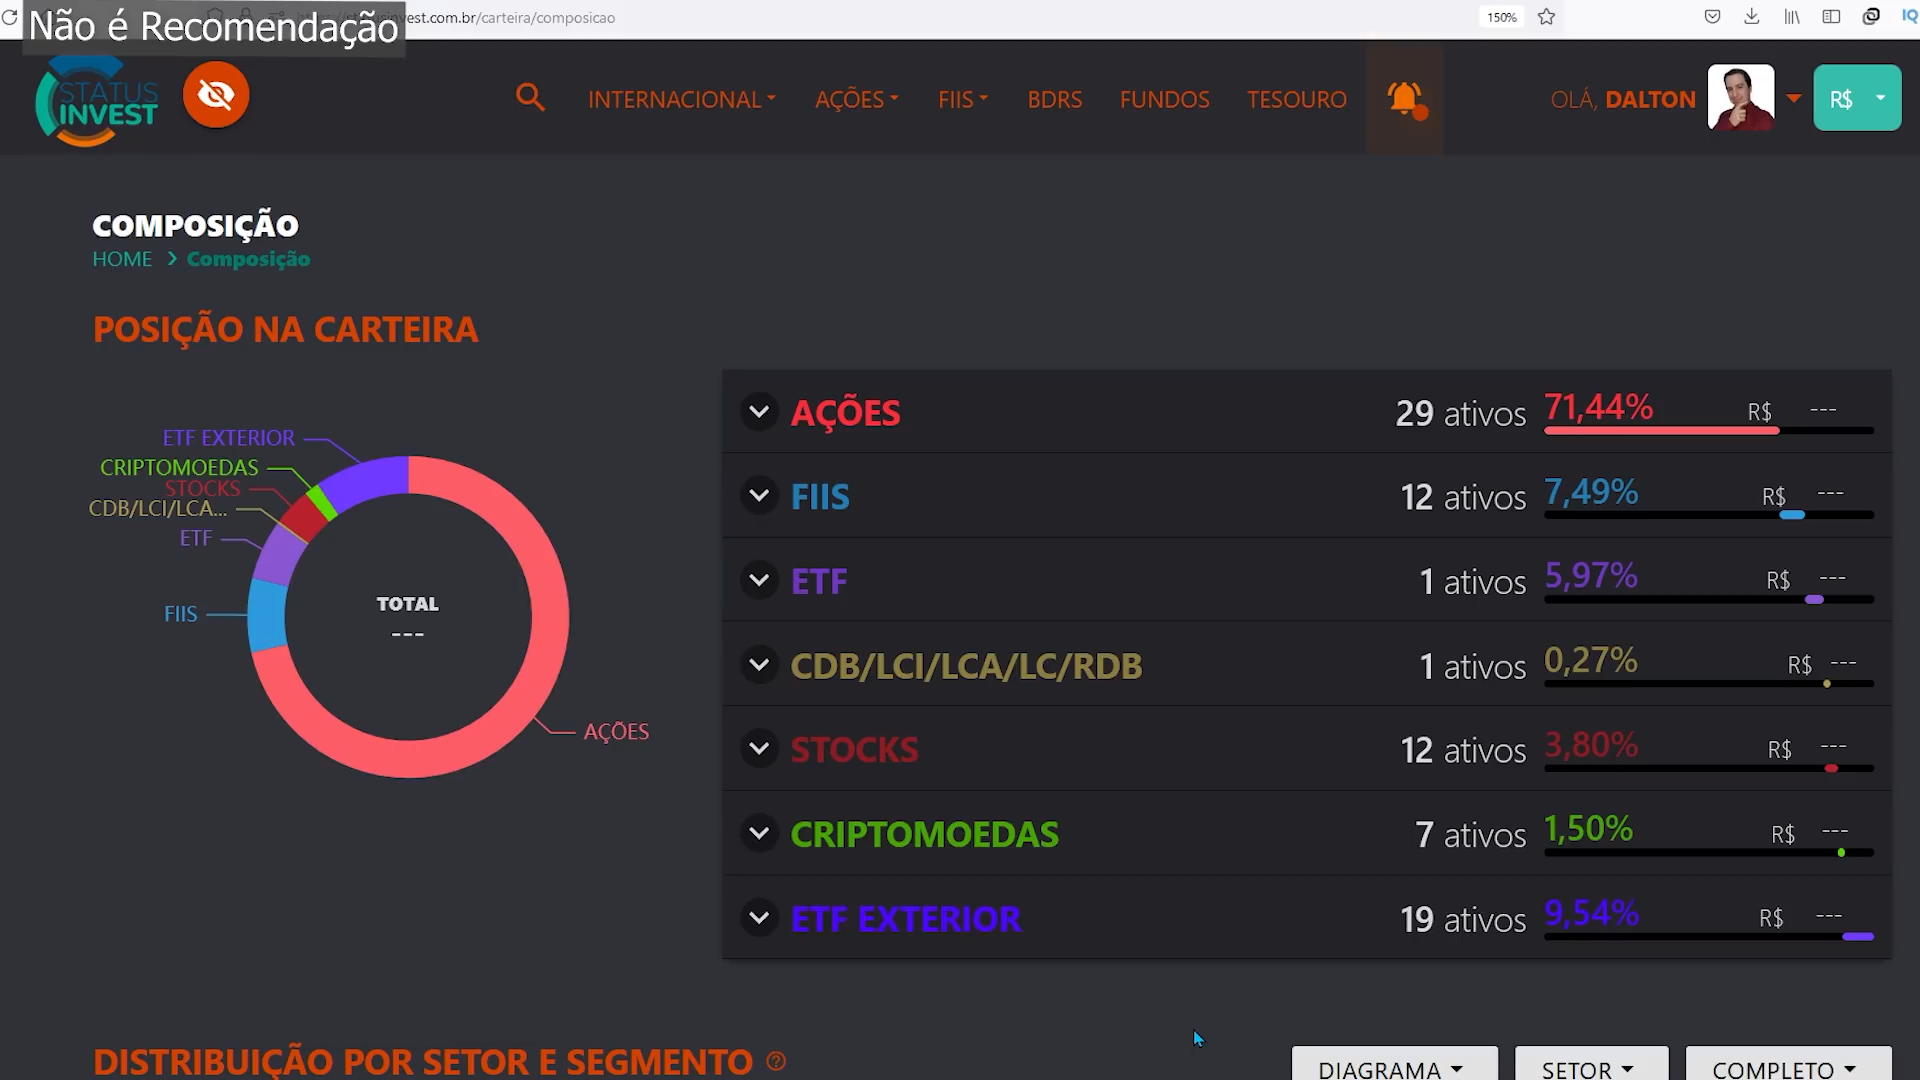 Não é Recomendação
invest.com.br/carteira/composicao
150%
IQ
STATUS
INVEST
INTERNACIONAL
AÇÕES
FIIS
BDRS
FUNDOS
TESOURO
OLÁ, DALTON
R$
COMPOSIÇÃO
HOME > Composição
POSIÇÃO NA CARTEIRA
ETF EXTERIOR
CRIPTOMOEDAS
STOCKS
CDB/LCI/LCA...
ETF
FIIS
AÇÕES
TOTAL
---
AÇÕES 29 ativos 71,44% R$ ---
FIIS 12 ativos 7,49% R$ ---
ETF 1 ativos 5,97% R$ ---
CDB/LCI/LCA/LC/RDB 1 ativos 0,27% R$ ---
STOCKS 12 ativos 3,80% R$ ---
CRIPTOMOEDAS 7 ativos 1,50% R$ ---
ETF EXTERIOR 19 ativos 9,54% R$ ---
DISTRIBUIÇÃO POR SETOR E SEGMENTO
DIAGRAMA
SETOR
COMPLETO